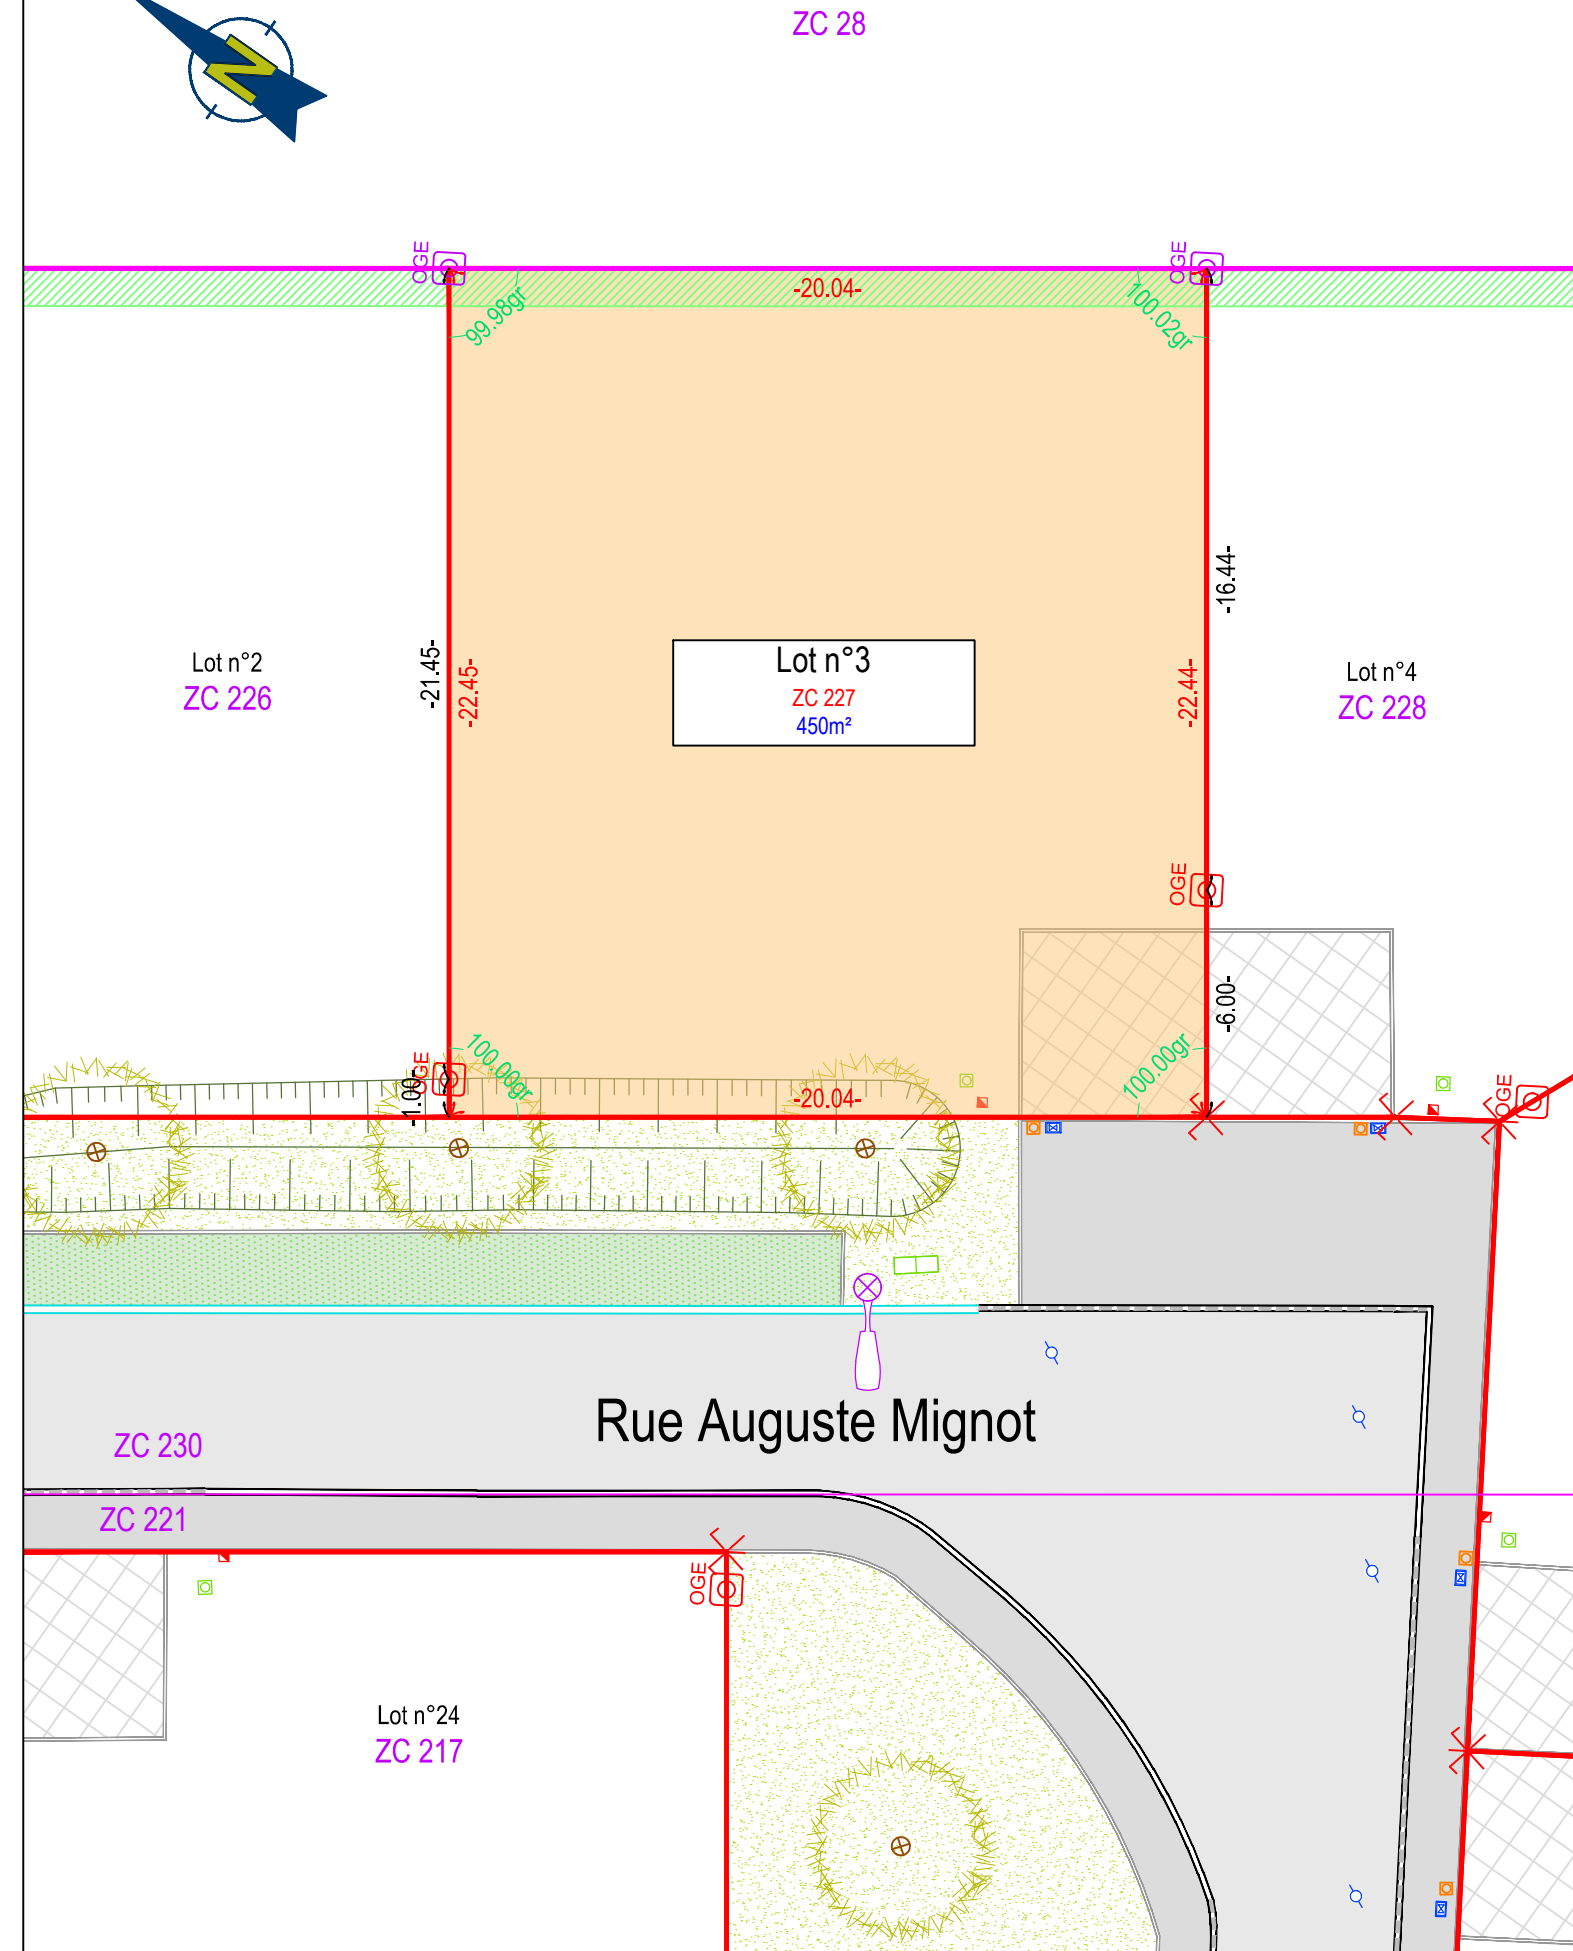 ZC 28
N
OGE
OGE
-20.04-
99.98gr
100.02gr
-16.44-
Lot n°2
ZC 226
-21.45-
-22.45-
Lot n°3
ZC 227
450m²
-22.44-
Lot n°4
ZC 228
OGE
-6.00-
OGE
-1.00-
100.00gr
100.00gr
-20.04-
OGE
Rue Auguste Mignot
ZC 230
ZC 221
OGE
Lot n°24
ZC 217